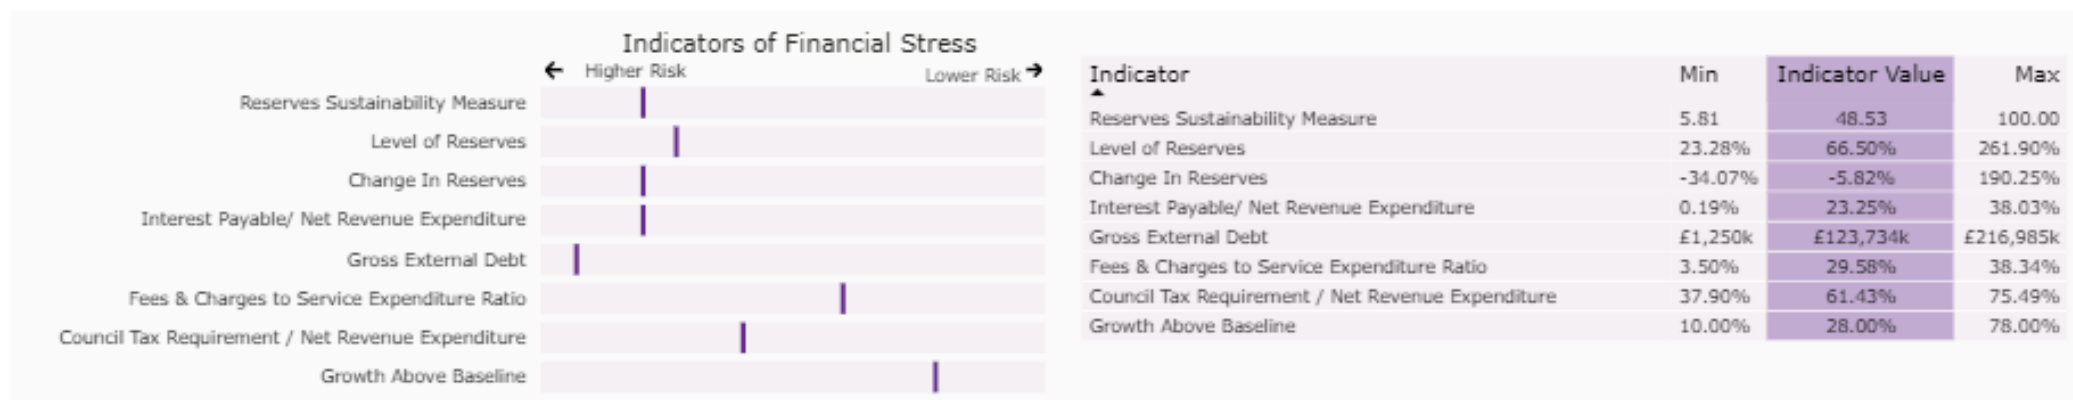 Indicators of Financial Stress
← Higher Risk Lower Risk →
Reserves Sustainability Measure
Level of Reserves
Change In Reserves
Interest Payable/ Net Revenue Expenditure
Gross External Debt
Fees & Charges to Service Expenditure Ratio
Council Tax Requirement / Net Revenue Expenditure
Growth Above Baseline
Indicator Min Indicator Value Max
Reserves Sustainability Measure 5.81 48.53 100.00
Level of Reserves 23.28% 66.50% 261.90%
Change In Reserves -34.07% -5.82% 190.25%
Interest Payable/ Net Revenue Expenditure 0.19% 23.25% 38.03%
Gross External Debt £1,250k £123,734k £216,985k
Fees & Charges to Service Expenditure Ratio 3.50% 29.58% 38.34%
Council Tax Requirement / Net Revenue Expenditure 37.90% 61.43% 75.49%
Growth Above Baseline 10.00% 28.00% 78.00%